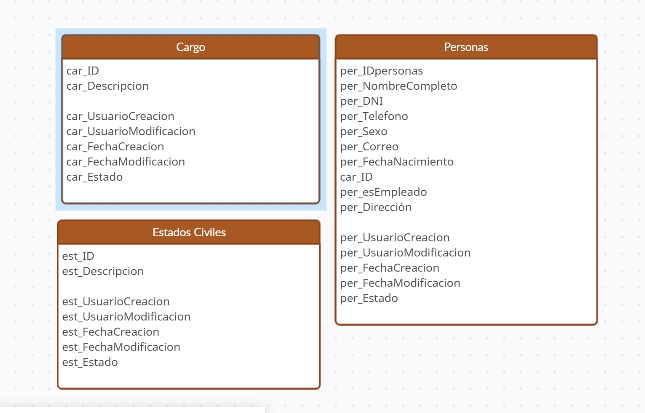 Cargo
car_ID
car_Descripcion
car_UsuarioCreacion
car_UsuarioModificacion
car_FechaCreacion
car_FechaModificacion
car_Estado
Estados Civiles
est_ID
est_Descripcion
est_UsuarioCreacion
est_UsuarioModificacion
est_FechaCreacion
est_FechaModificacion
est_Estado
Personas
per_IDpersonas
per_NombreCompleto
per_DNI
per_Telefono
per_Sexo
per_Correo
per_FechaNacimiento
car_ID
per_esEmpleado
per_Dirección
per_UsuarioCreacion
per_UsuarioModificacion
per_FechaCreacion
per_FechaModificacion
per_Estado